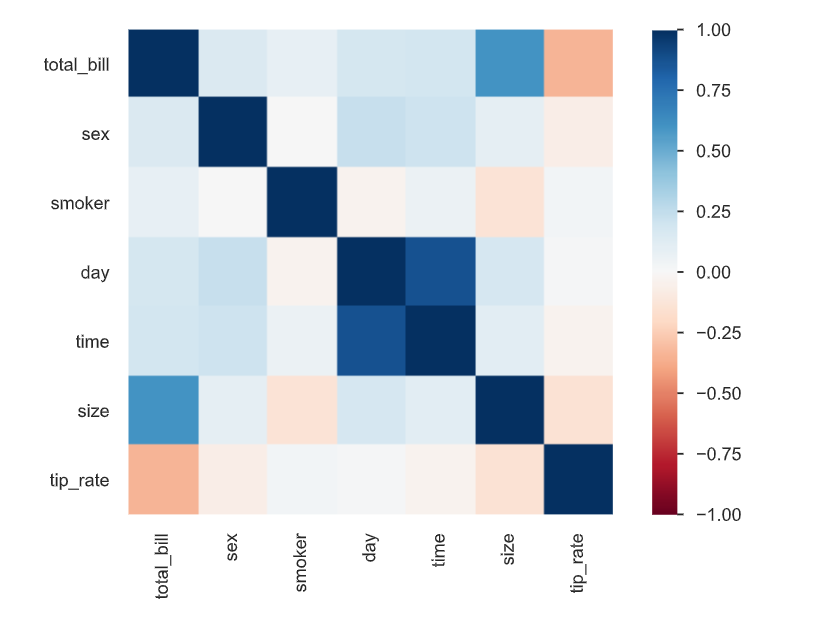 total_bill
sex
smoker
day
time
size
tip_rate
total_bill
sex
smoker
day
time
size
tip_rate
1.00
0.75
0.50
0.25
0.00
−0.25
−0.50
−0.75
−1.00